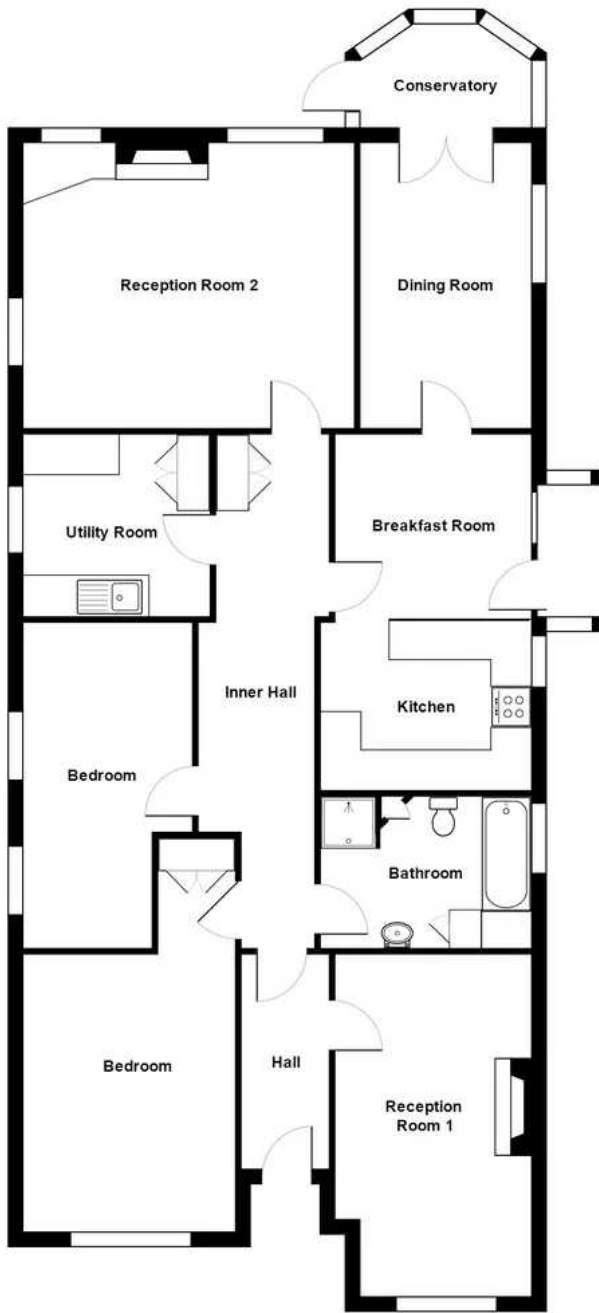 Conservatory
Reception Room 2
Dining Room
Utility Room
Breakfast Room
Inner Hall
Kitchen
Bedroom
Bathroom
Bedroom
Hall
Reception
Room 1